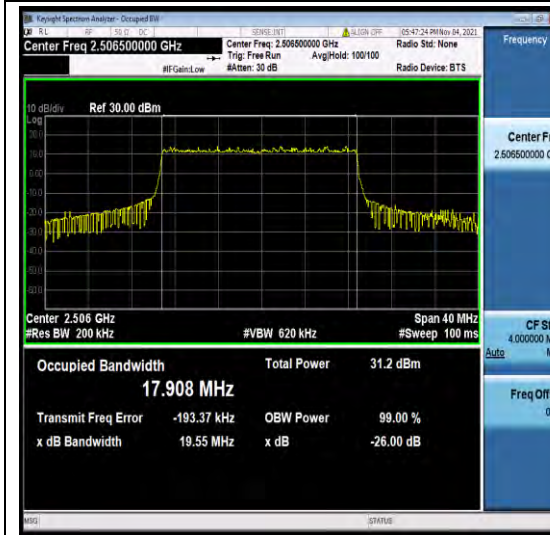 Keysight Spectrum Analyzer - Occupied BW
RL RF 50 Ω DC SENSE:INT ALIGN OFF 05:47:24 PM Nov 04, 2021
Center Freq 2.506500000 GHz
Center Freq: 2.506500000 GHz
Radio Std: None
Trig: Free Run Avg|Hold: 100/100
#IFGain:Low
#Atten: 30 dB
Radio Device: BTS
Frequency
10 dB/div Ref 30.00 dBm
Log
Center F
2.506500000
Center 2.506 GHz Span 40 MHz
#Res BW 200 kHz #VBW 620 kHz #Sweep 100 ms
CF S
4.000000
Auto
Occupied Bandwidth Total Power 31.2 dBm
17.908 MHz
Transmit Freq Error -193.37 kHz OBW Power 99.00 %
x dB Bandwidth 19.55 MHz x dB -26.00 dB
Freq Off
MSG STATUS